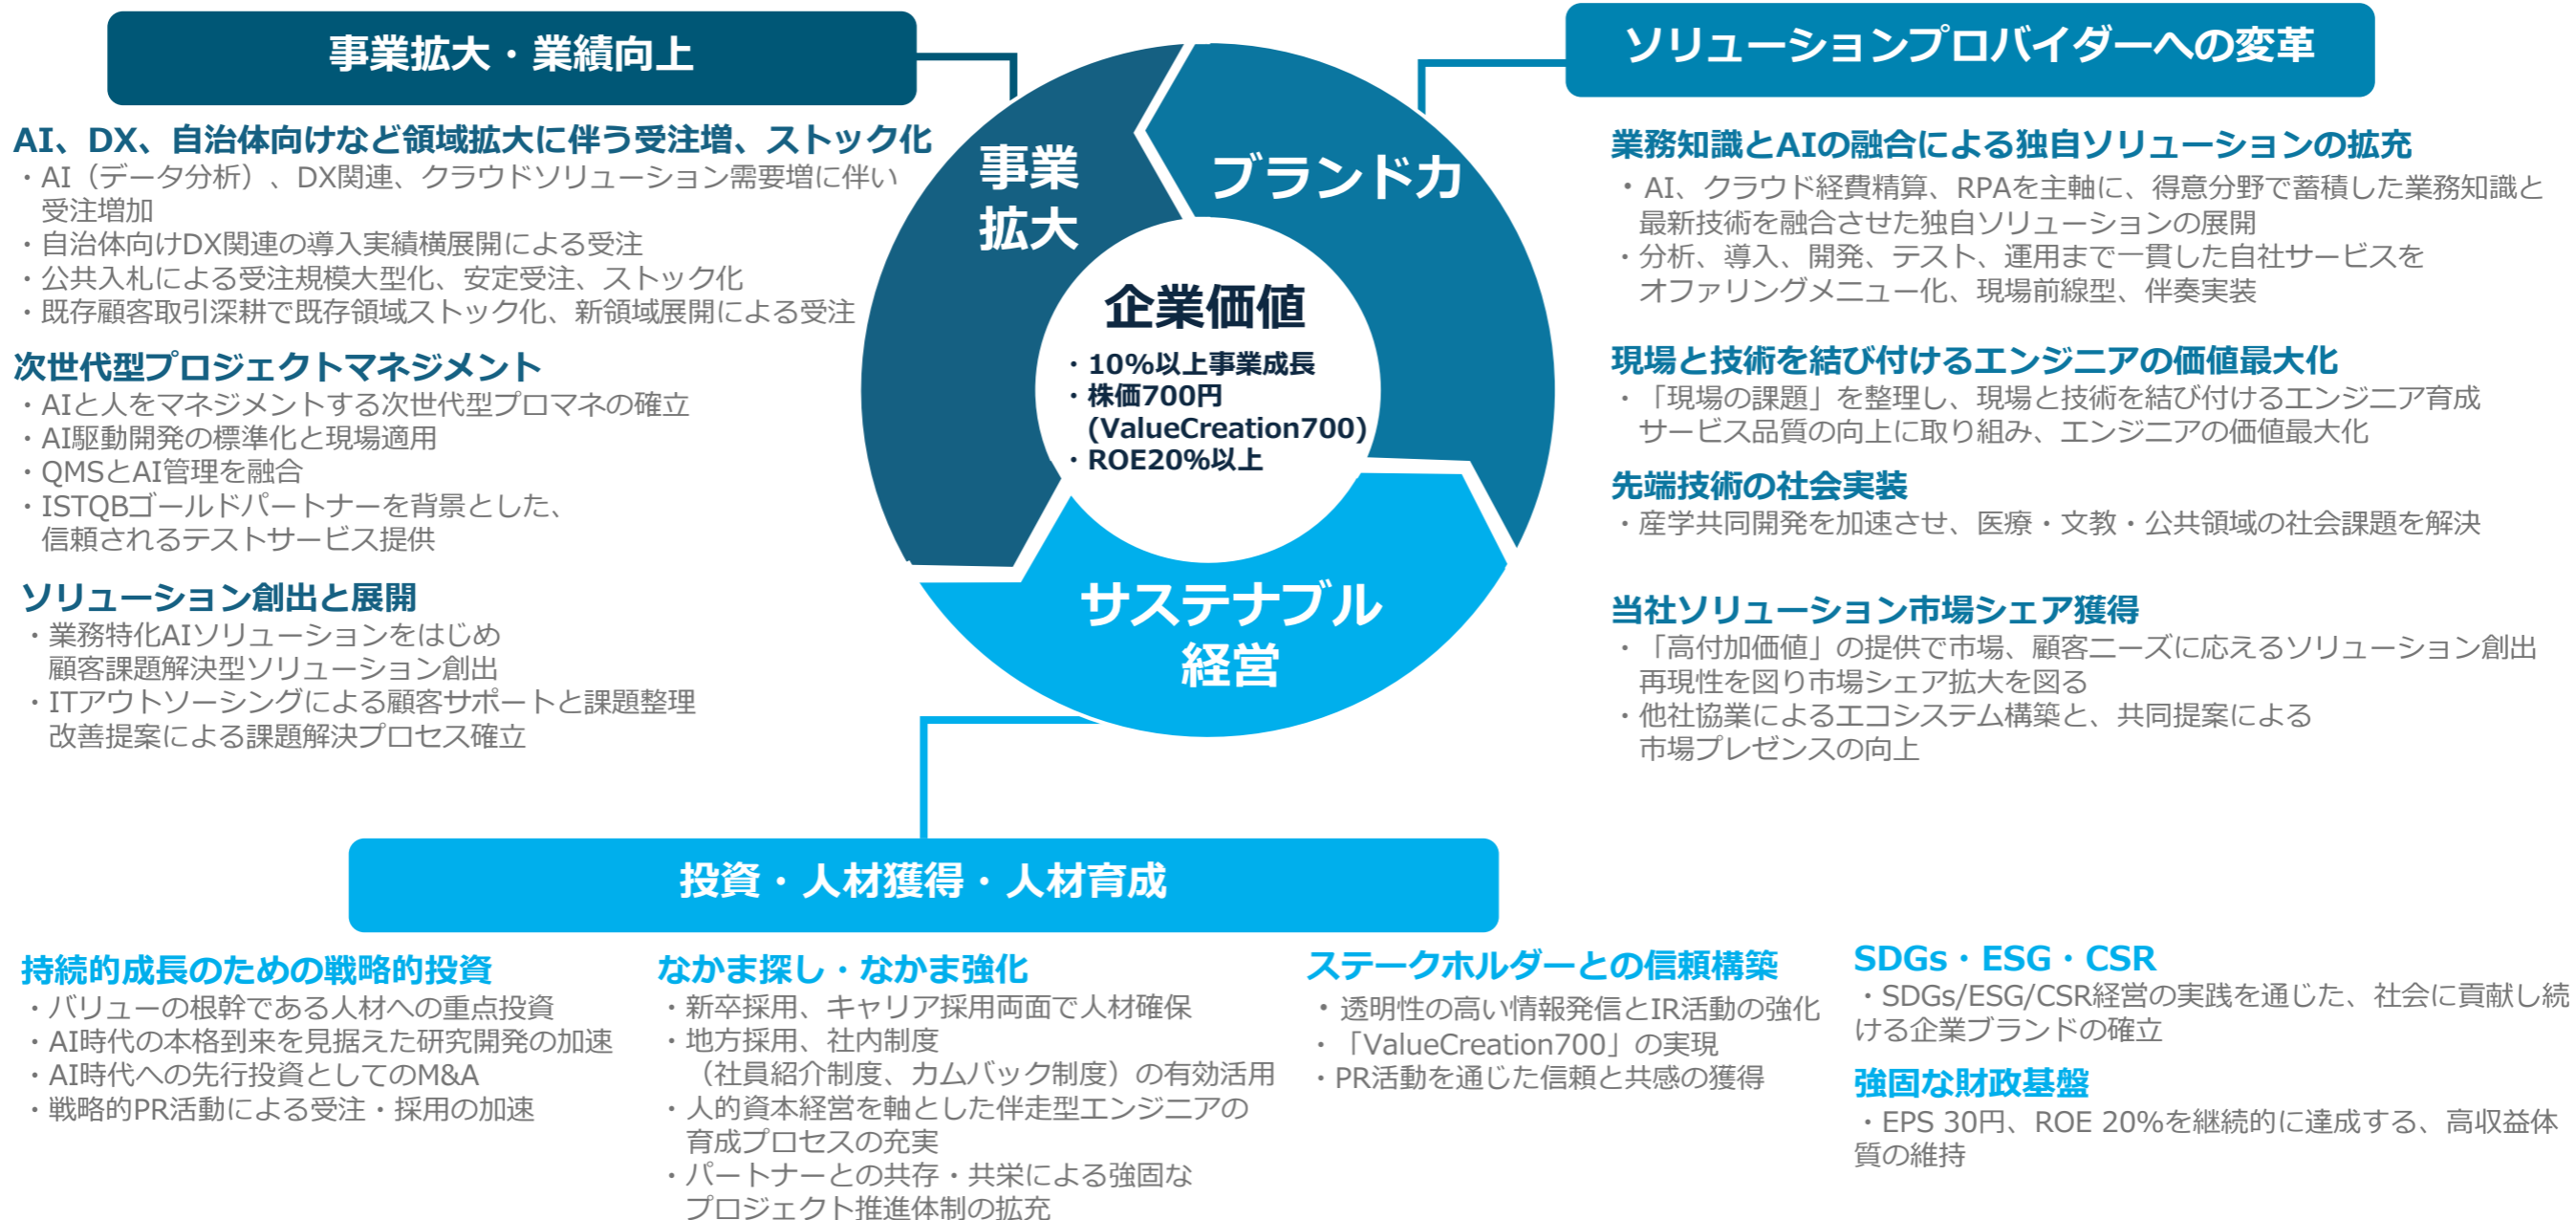 事業拡大・業績向上
AI、DX、自治体向けなど領域拡大に伴う受注増、ストック化
・AI（データ分析）、DX関連、クラウドソリューション需要増に伴い
受注増加
・自治体向けDX関連の導入実績横展開による受注
・公共入札による受注規模大型化、安定受注、ストック化
・既存顧客取引深耕で既存領域ストック化、新領域展開による受注
次世代型プロジェクトマネジメント
・AIと人をマネジメントする次世代型プロマネの確立
・AI駆動開発の標準化と現場適用
・QMSとAI管理を融合
・ISTQBゴールドパートナーを背景とした、
信頼されるテストサービス提供
ソリューション創出と展開
・業務特化AIソリューションをはじめ
顧客課題解決型ソリューション創出
・ITアウトソーシングによる顧客サポートと課題整理
改善提案による課題解決プロセス確立
事業
拡大
ブランド力
サステナブル
経営
企業価値
・10%以上事業成長
・株価700円
(ValueCreation700)
・ROE20%以上
ソリューションプロバイダーへの変革
業務知識とAIの融合による独自ソリューションの拡充
・AI、クラウド経費精算、RPAを主軸に、得意分野で蓄積した業務知識と
最新技術を融合させた独自ソリューションの展開
・分析、導入、開発、テスト、運用まで一貫した自社サービスを
オファリングメニュー化、現場前線型、伴奏実装
現場と技術を結び付けるエンジニアの価値最大化
・「現場の課題」を整理し、現場と技術を結び付けるエンジニア育成
サービス品質の向上に取り組み、エンジニアの価値最大化
先端技術の社会実装
・産学共同開発を加速させ、医療・文教・公共領域の社会課題を解決
当社ソリューション市場シェア獲得
・「高付加価値」の提供で市場、顧客ニーズに応えるソリューション創出
再現性を図り市場シェア拡大を図る
・他社協業によるエコシステム構築と、共同提案による
市場プレゼンスの向上
投資・人材獲得・人材育成
持続的成長のための戦略的投資
・バリューの根幹である人材への重点投資
・AI時代の本格到来を見据えた研究開発の加速
・AI時代への先行投資としてのM&A
・戦略的PR活動による受注・採用の加速
なかま探し・なかま強化
・新卒採用、キャリア採用両面で人材確保
・地方採用、社内制度
（社員紹介制度、カムバック制度）の有効活用
・人的資本経営を軸とした伴走型エンジニアの
育成プロセスの充実
・パートナーとの共存・共栄による強固な
プロジェクト推進体制の拡充
ステークホルダーとの信頼構築
・透明性の高い情報発信とIR活動の強化
・「ValueCreation700」の実現
・PR活動を通じた信頼と共感の獲得
SDGs・ESG・CSR
・SDGs/ESG/CSR経営の実践を通じた、社会に貢献し続
ける企業ブランドの確立
強固な財政基盤
・EPS 30円、ROE 20%を継続的に達成する、高収益体
質の維持